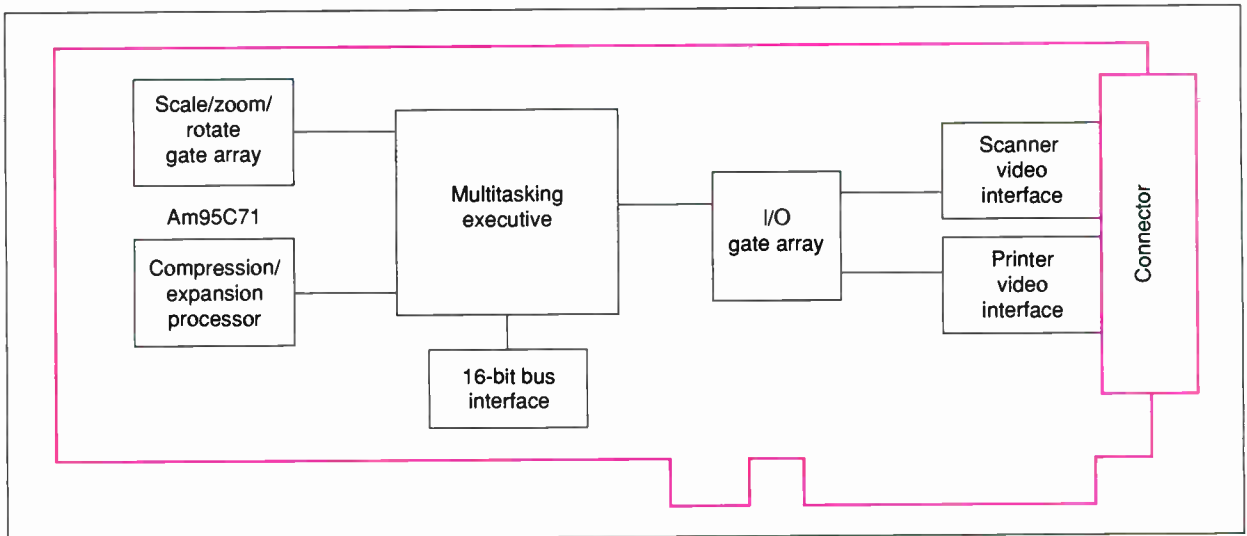 Scale/zoom/
rotate
gate array
Am95C71
Compression/
expansion
processor
Multitasking
executive
16-bit bus
interface
I/O
gate array
Scanner
video
interface
Printer
video
interface
Connector